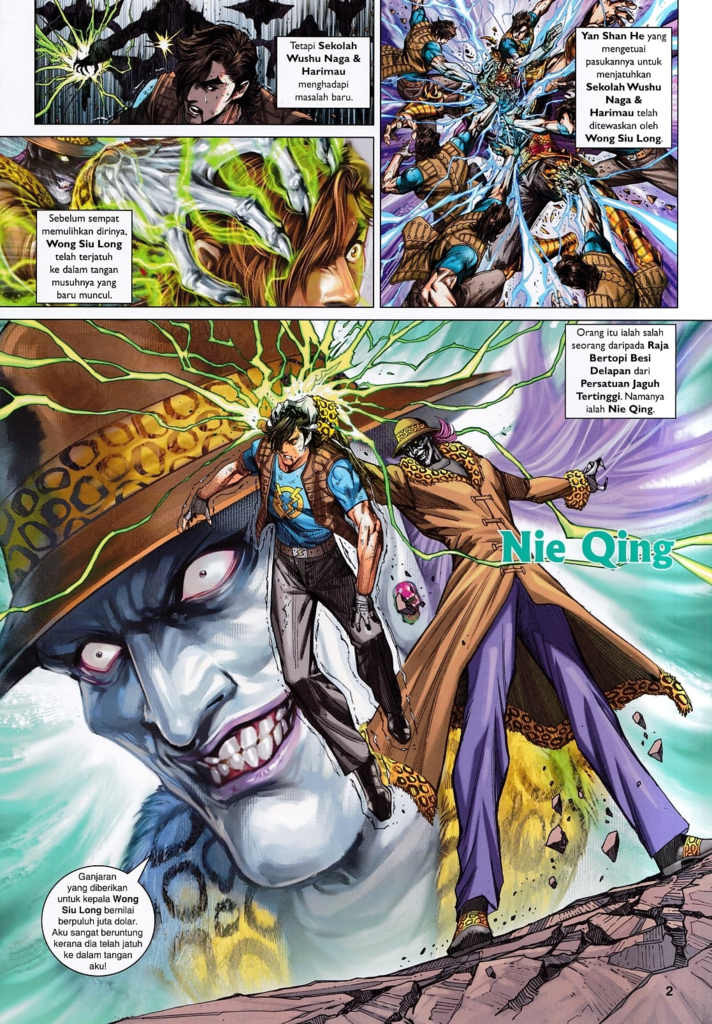 Tetapi Sekolah
Wushu Naga &
Harimau
menghadapi
masalah baru.
Yan Shan He yang
mengetuai
pasukannya untuk
menjatuhkan
Sekolah Wushu
Naga &
Harimau telah
ditewaskan oleh
Wong Siu Long.
Sebelum sempat
memulihkan dirinya,
Wong Siu Long
telah terjatuh
ke dalam tangan
musuhnya yang
baru muncul.
Orang itu ialah salah
seorang daripada Raja
Bertopi Besi
Delapan dari
Persatuan Jaguh
Tertinggi. Namanya
ialah Nie Qing.
Nie Qing
Ganjaran
yang diberikan
untuk kepala Wong
Siu Long bernilai
berpuluh juta dolar.
Aku sangat beruntung
kerana dia telah jatuh
ke dalam tangan
aku!
2